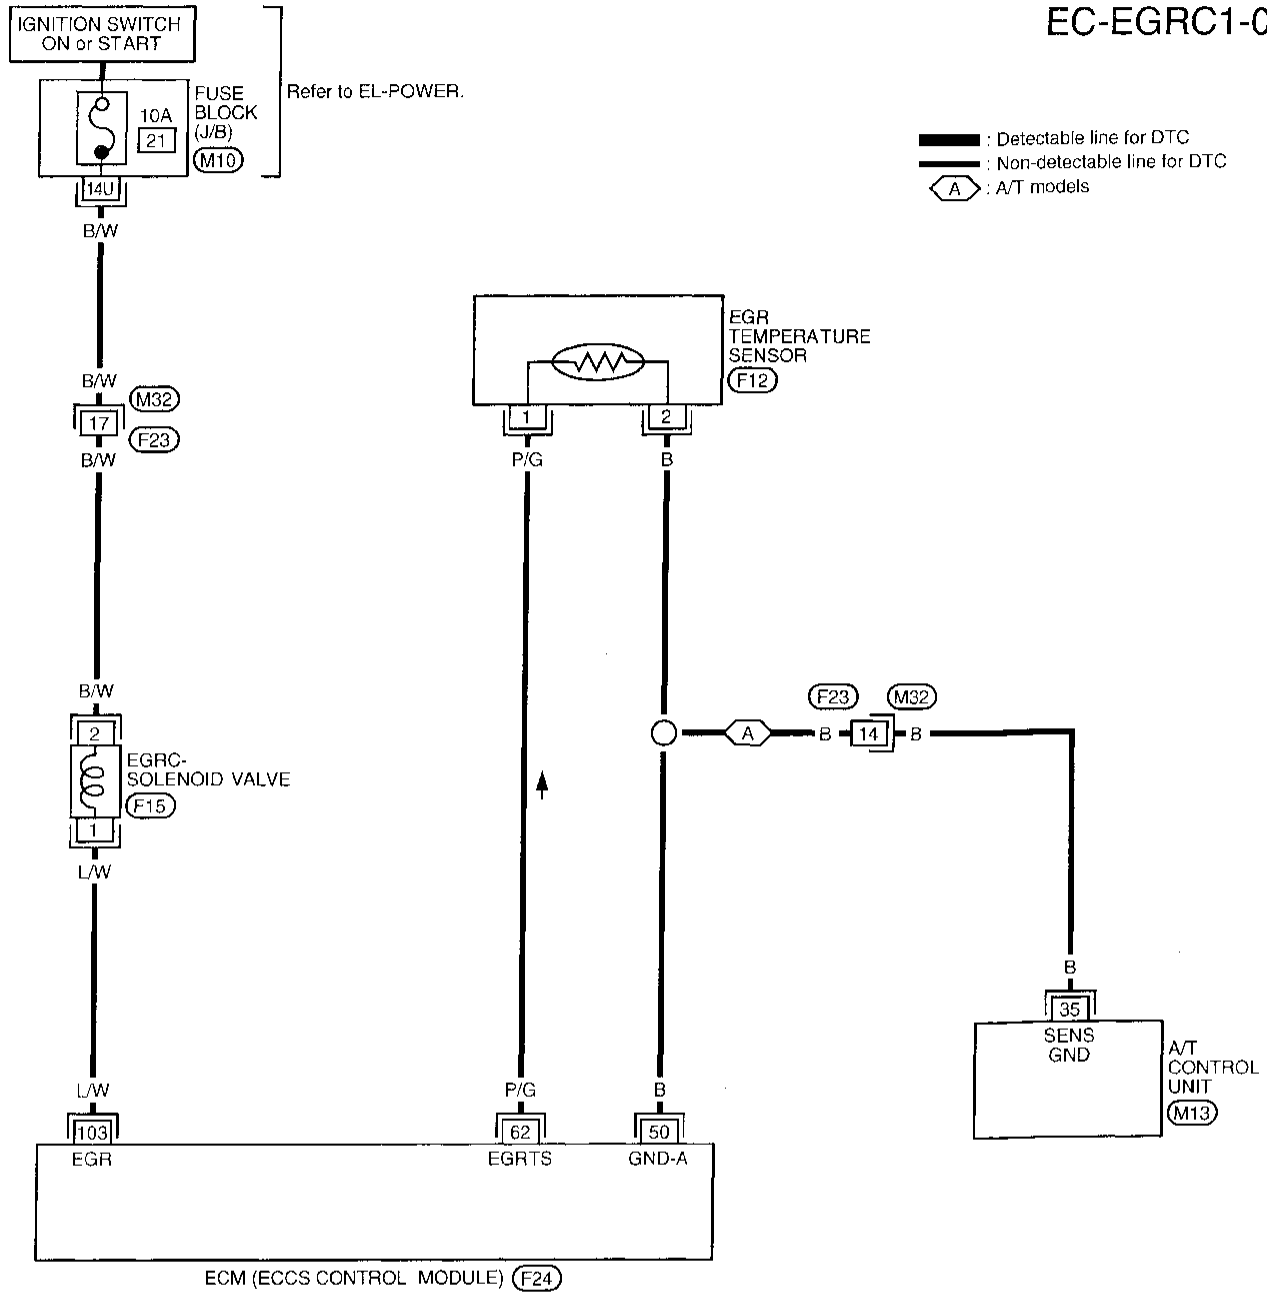 EC-EGRC1-0
IGNITION SWITCH
ON or START
FUSE
BLOCK
(J/B)
M10
10A
21
Refer to EL-POWER.
14U
B/W
: Detectable line for DTC
: Non-detectable line for DTC
A : A/T models
B/W
M32
17
F23
B/W
EGR
TEMPERATURE
SENSOR
F12
1
2
P/G
B
B/W
2
EGRC-
SOLENOID VALVE
F15
1
L/W
F23
M32
A
B
14
B
B
35
SENS
GND
A/T
CONTROL
UNIT
M13
L/W
P/G
B
103
62
50
EGR
EGRTS
GND-A
ECM (ECCS CONTROL MODULE) F24